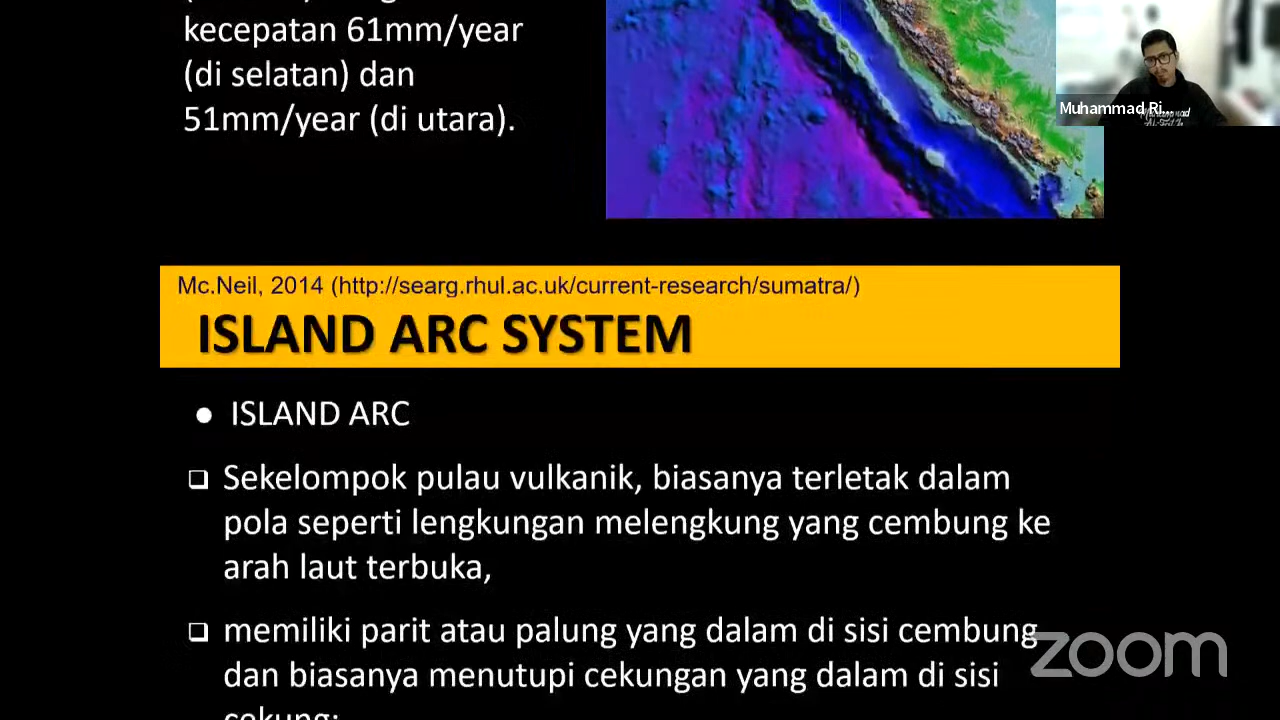 kecepatan 61mm/year
(di selatan) dan
51mm/year (di utara).
Muhammad Ri...
Mc.Neil, 2014 (http://searg.rhul.ac.uk/current-research/sumatra/)
ISLAND ARC SYSTEM
● ISLAND ARC
❑ Sekelompok pulau vulkanik, biasanya terletak dalam
pola seperti lengkungan melengkung yang cembung ke
arah laut terbuka,
❑ memiliki parit atau palung yang dalam di sisi cembung
dan biasanya menutupi cekungan yang dalam di sisi
cekung;
zoom